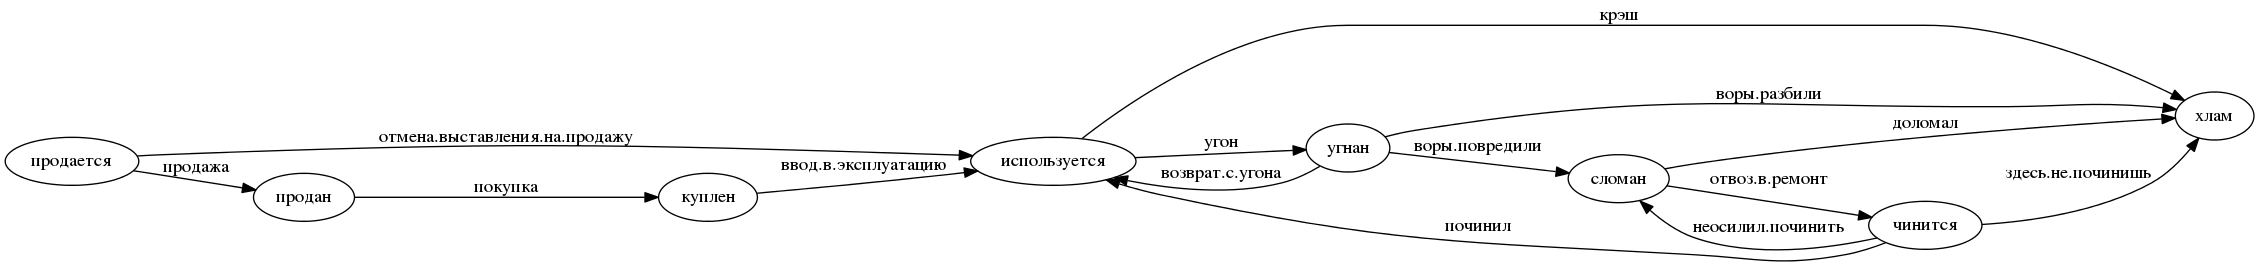 крэш
воры.разбили
хлам
доломал
отмена.выставления.на.продажу
угон
угнан
воры.повредили
продается
продажа
используется
ввод.в.эксплуатацию
возврат.с.угона
сломан
отвоз.в.ремонт
здесь.не.починишь
продан
покупка
куплен
починил
неосилил.починить
чинится